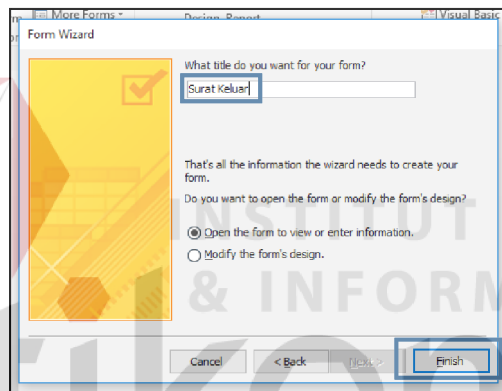 More Forms
Design Report
Visual Basic
Form Wizard
What title do you want for your form?
Surat Keluar
That's all the information the wizard needs to create your
form.
Do you want to open the form or modify the form's design?
Open the form to view or enter information.
Modify the form's design.
INSTITUT
& INFORM
Cancel
< Back
Next >
Finish